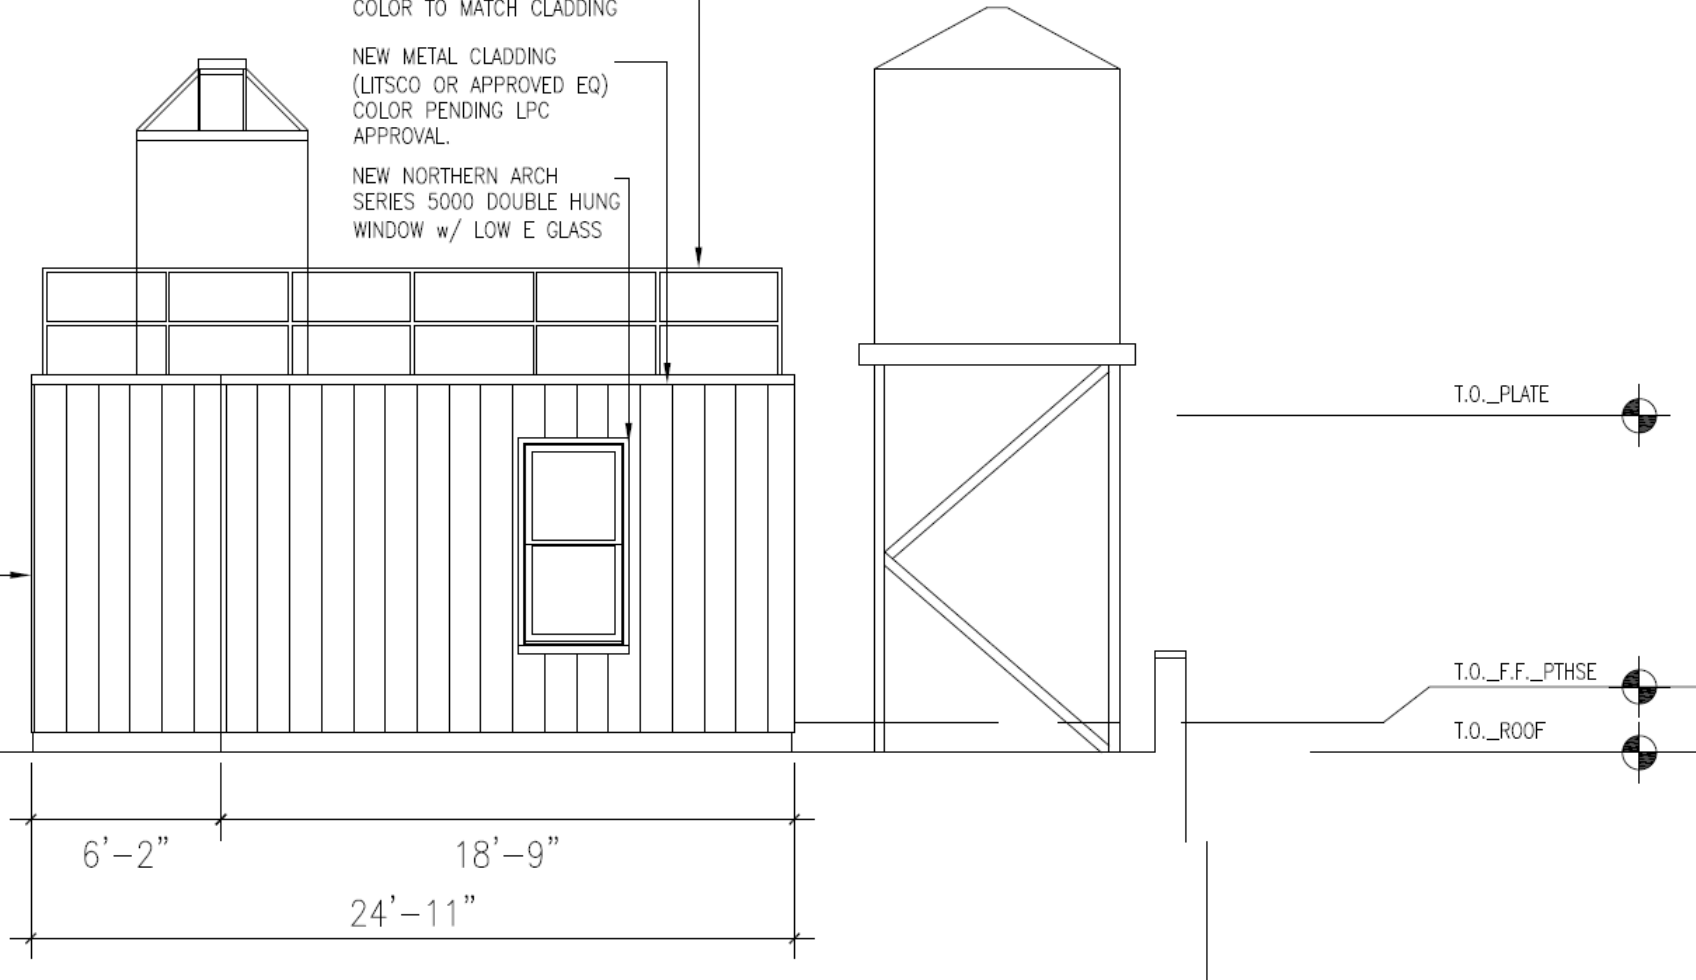 COLOR TO MATCH CLADDING
NEW METAL CLADDING
(LITSCO OR APPROVED EQ)
COLOR PENDING LPC
APPROVAL.
NEW NORTHERN ARCH
SERIES 5000 DOUBLE HUNG
WINDOW w/ LOW E GLASS
T.O._PLATE
T.O._F.F._PTHSE
T.O._ROOF
6'-2"
18'-9"
24'-11"